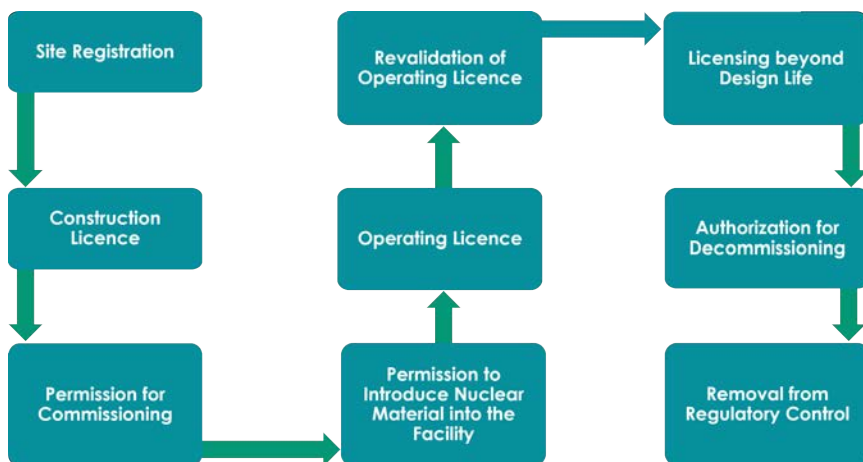 Site Registration
Construction
Licence
Permission for
Commissioning
Permission to
Introduce Nuclear
Material into the
Facility
Operating Licence
Revalidation of
Operating Licence
Licensing beyond
Design Life
Authorization for
Decommissioning
Removal from
Regulatory Control